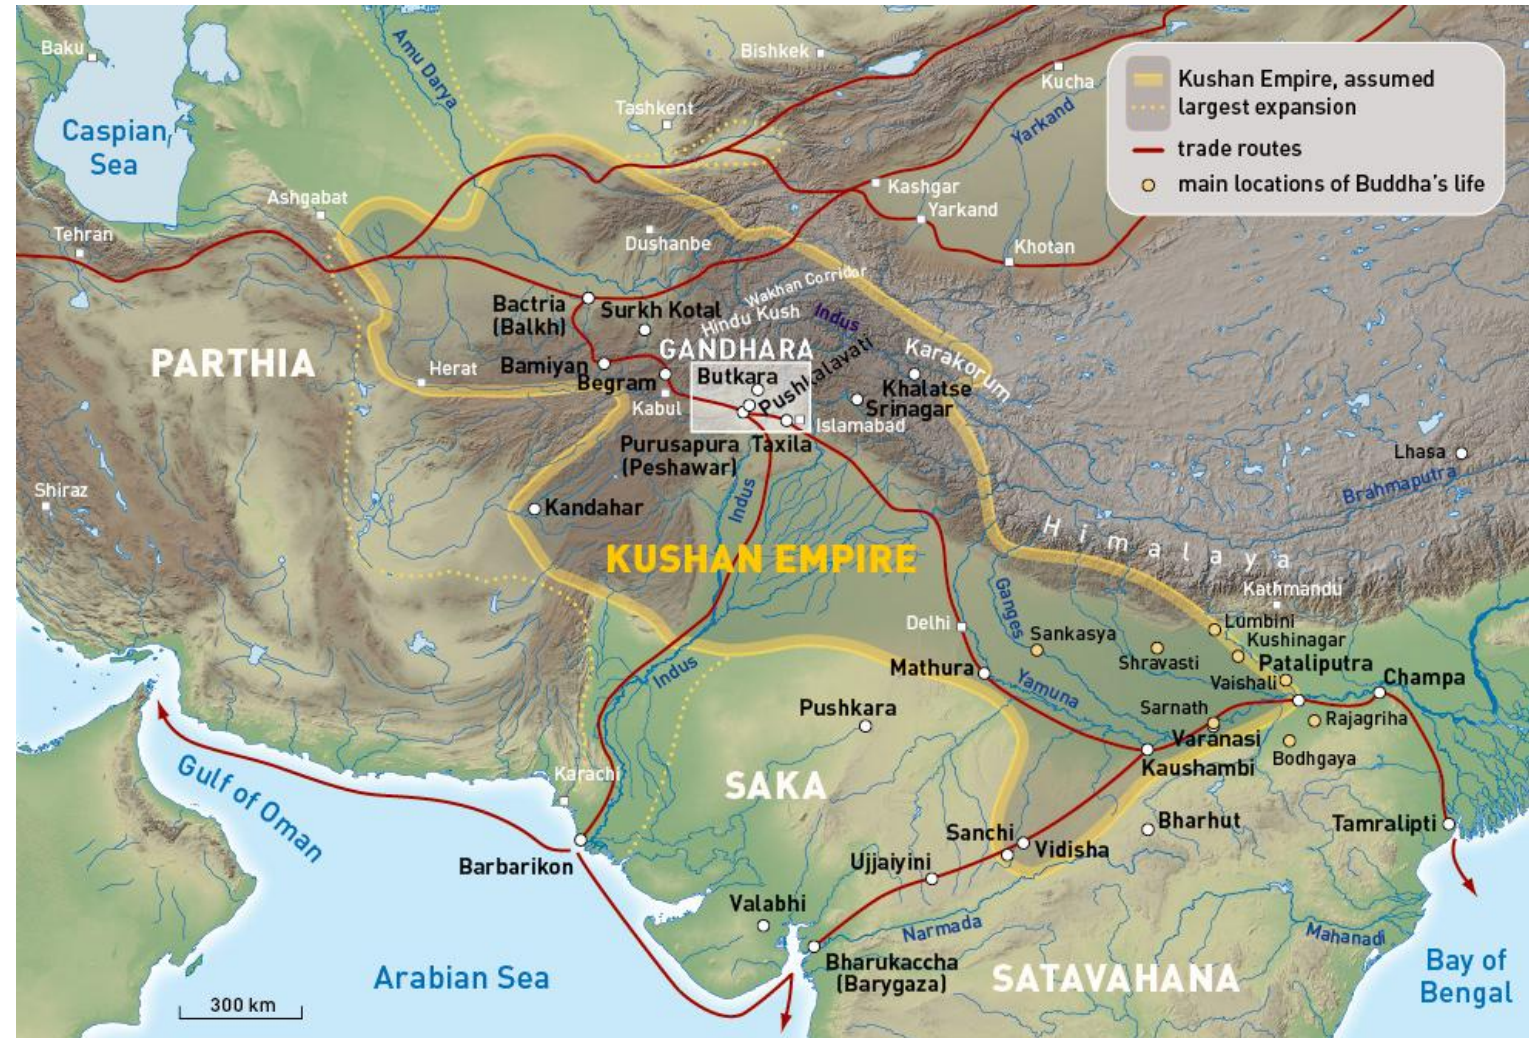 Baku
Bishkek
Kushan Empire, assumed
largest expansion
trade routes
main locations of Buddha's life
Amu Darya
Kucha
Tashkent
Yarkand
Caspian
Sea
Ashgabat
Kashgar
Yarkand
Tehran
Dushanbe
Khotan
Wakhan Corridor
Bactria
(Balkh)
Surkh Kotal
Hindu Kush
Indus
PARTHIA
GANDHARA
Karakorum
Herat
Bamiyan
Butkara
Pushkalavati
Begram
Khalatse
Kabul
Srinagar
Islamabad
Purusapura
(Peshawar)
Taxila
Lhasa
Brahmaputra
Shiraz
Indus
Kandahar
Himalaya
KUSHAN EMPIRE
Kathmandu
Ganges
Delhi
Lumbini
Sankasya
Kushinagar
Shravasti
Mathura
Indus
Pataliputra
Vaishali
Champa
Yamuna
Pushkara
Sarnath
Rajagriha
Varanasi
Bodhgaya
Kaushambi
Gulf of Oman
Karachi
SAKA
Bharhut
Tamralipti
Sanchi
Vidisha
Barbarikon
Ujjaiyini
Valabhi
Narmada
Mahanadi
Bharukaccha
(Barygaza)
SATAVAHANA
Arabian Sea
Bay of
Bengal
300 km